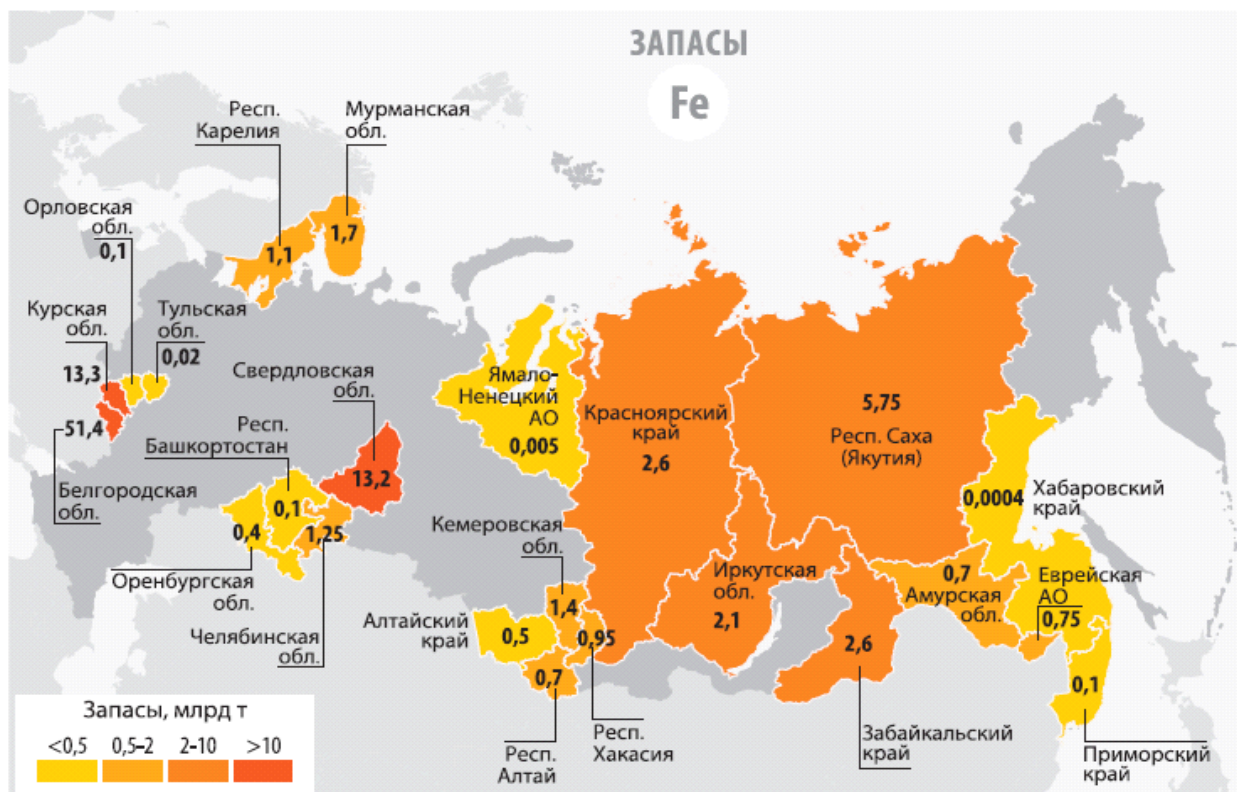 ЗАПАСЫ
Fe
Респ.
Карелия
1,1
Мурманская
обл.
1,7
Орловская
обл.
0,1
Курская
обл.
13,3
Тульская
обл.
0,02
51,4
Белгородская
обл.
Свердловская
обл.
13,2
Респ.
Башкортостан
0,1
0,4
1,25
Оренбургская
обл.
Челябинская
обл.
Ямало-
Ненецкий
АО
0,005
Красноярский
край
2,6
5,75
Респ. Саха
(Якутия)
0,0004
Хабаровский
край
Кемеровская
обл.
1,4
Алтайский
край
0,5
0,95
0,7
Иркутская
обл.
2,1
2,6
0,7
Амурская
обл.
Еврейская
АО
0,75
0,1
Респ.
Алтай
Респ.
Хакасия
Забайкальский
край
Приморский
край
Запасы, млрд т
<0,5 0,5–2 2–10 >10